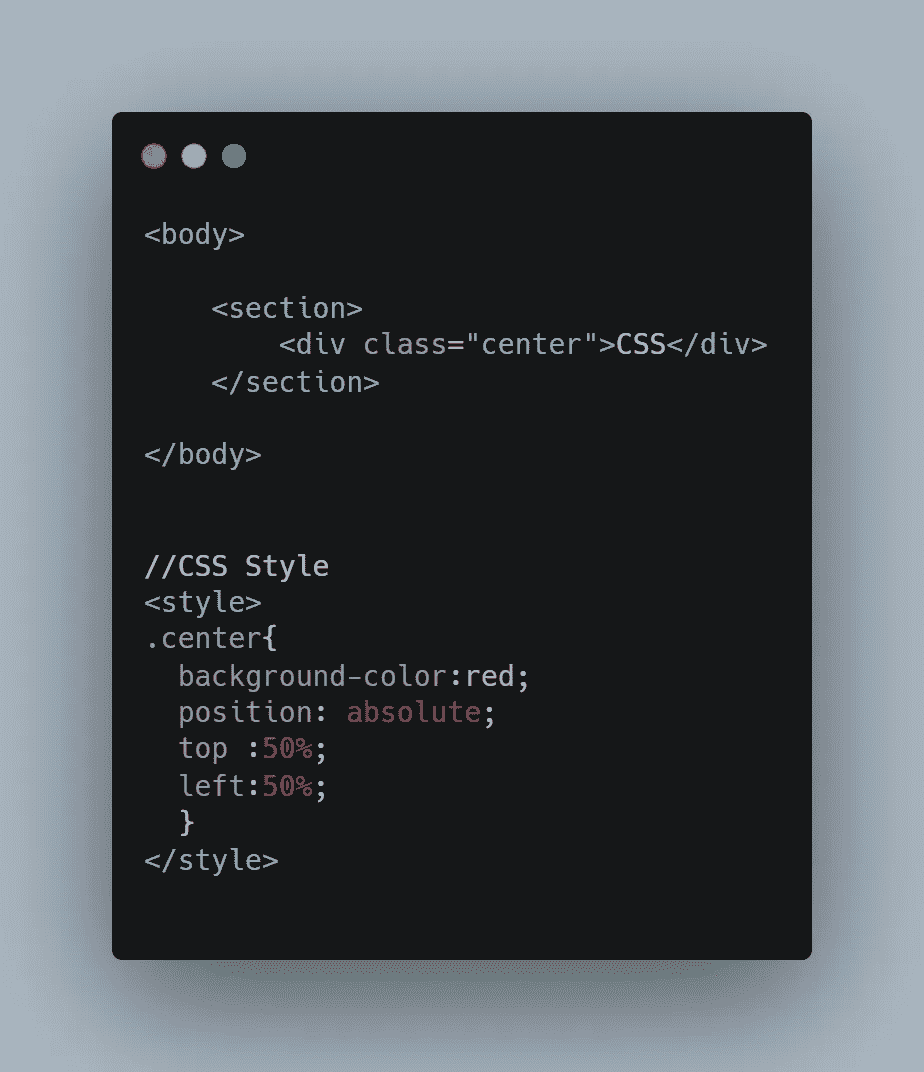 <body>
<section>
<div class="center">CSS</div>
</section>
</body>
//CSS Style
<style>
.center{
background-color:red;
position: absolute;
top :50%;
left:50%;
}
</style>